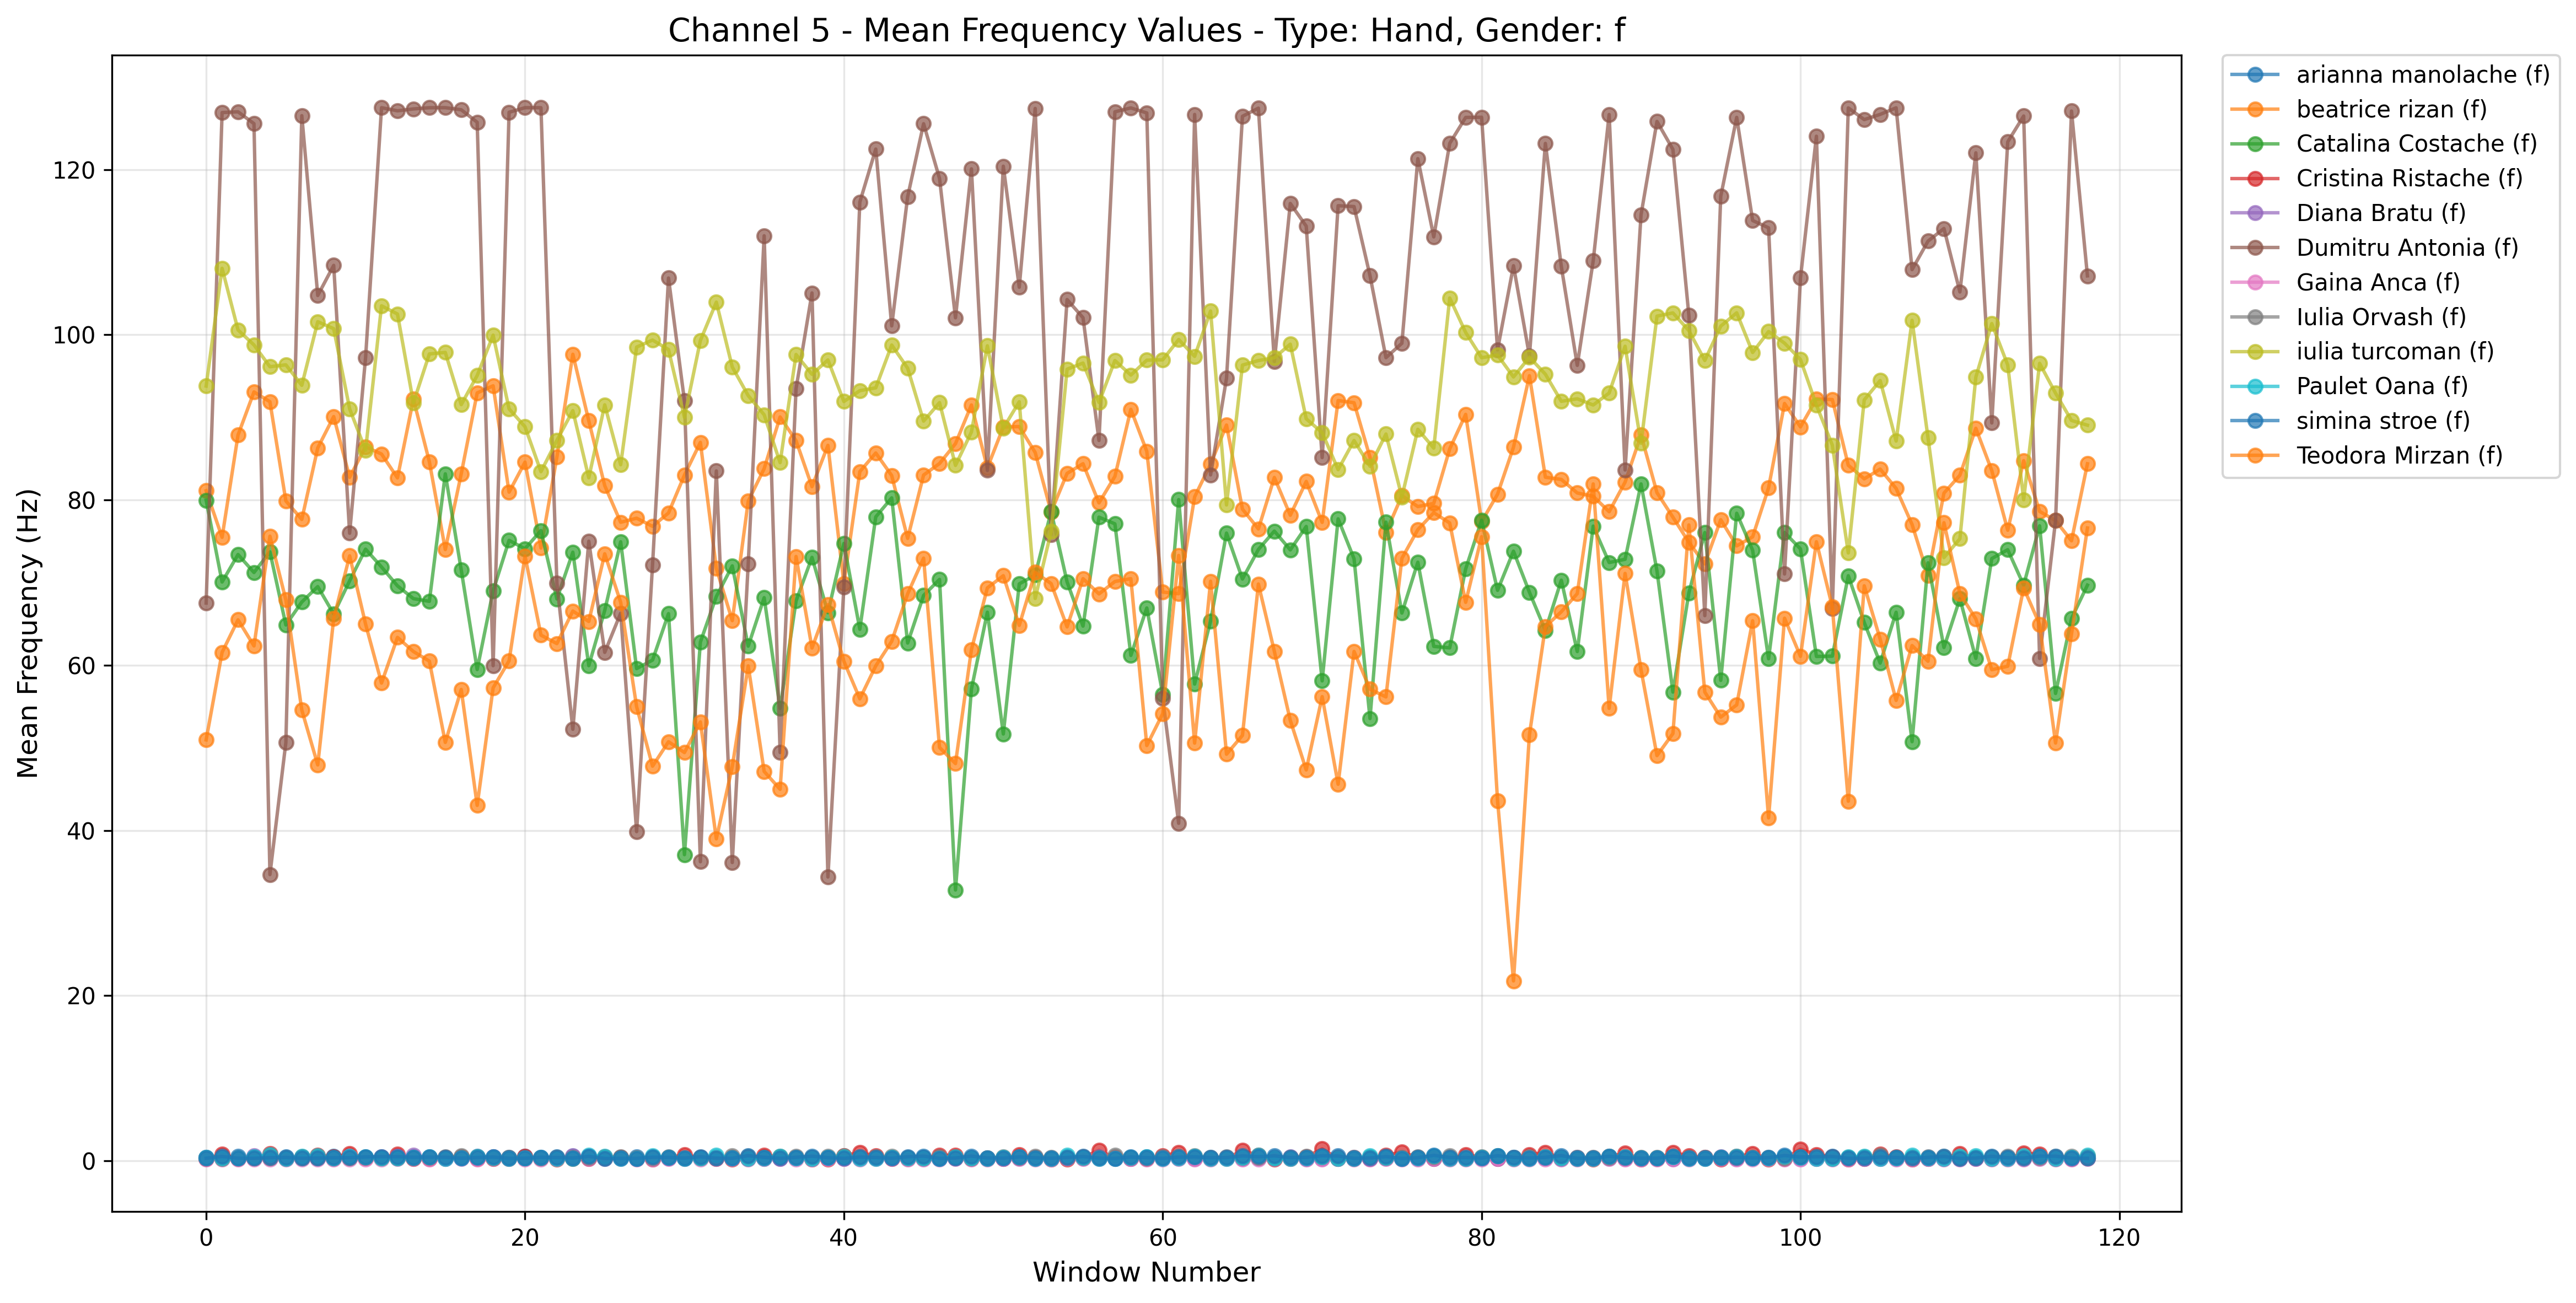 Channel 5 - Mean Frequency Values - Type: Hand, Gender: f
arianna manolache (f)
beatrice rizan (f)
Catalina Costache (f)
Cristina Ristache (f)
Diana Bratu (f)
Dumitru Antonia (f)
Gaina Anca (f)
Iulia Orvash (f)
iulia turcoman (f)
Paulet Oana (f)
simina stroe (f)
Teodora Mirzan (f)
Mean Frequency (Hz)
120
100
80
60
40
20
0
0 20 40 60 80 100 120
Window Number